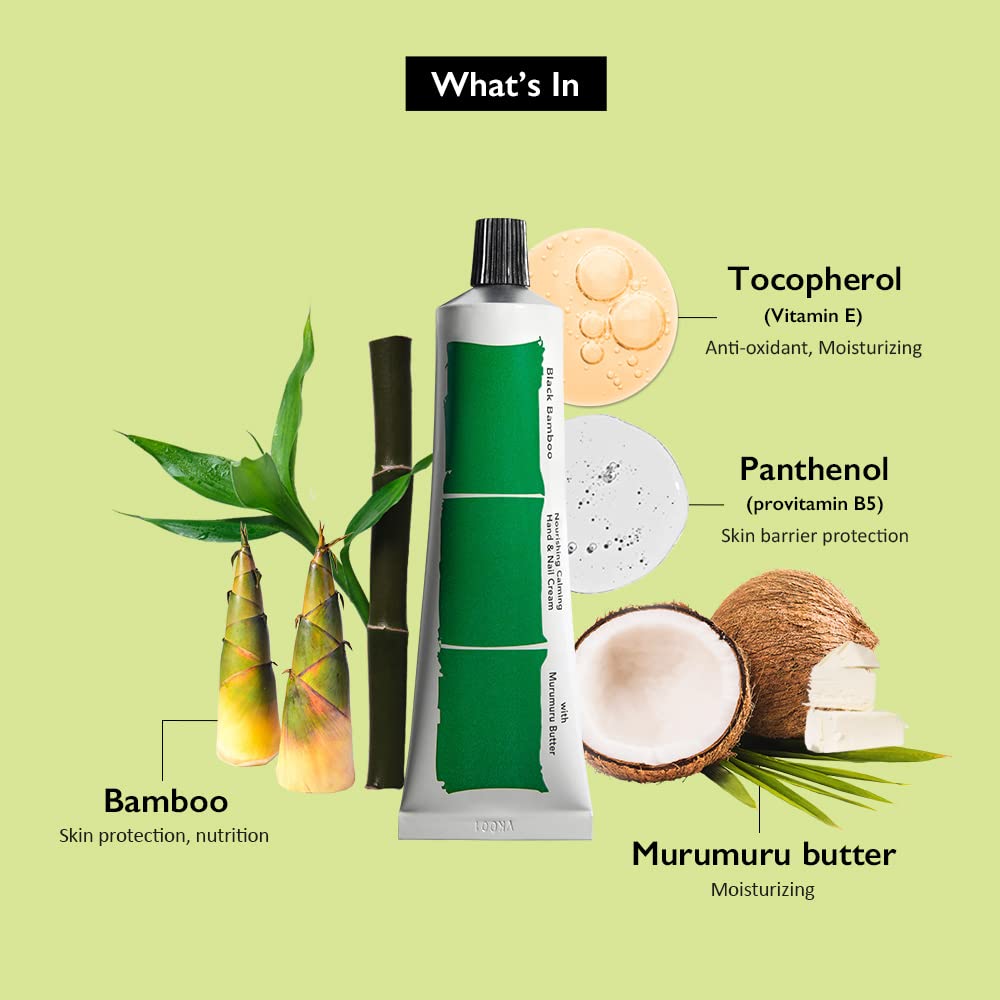 What's In
Tocopherol
(Vitamin E)
Anti-oxidant, Moisturizing
Panthenol
(provitamin B5)
Skin barrier protection
Black Bamboo
Nourishing Calming
Hand & Nail Cream
with
Murumuru Butter
Bamboo
Skin protection, nutrition
Murumuru butter
Moisturizing